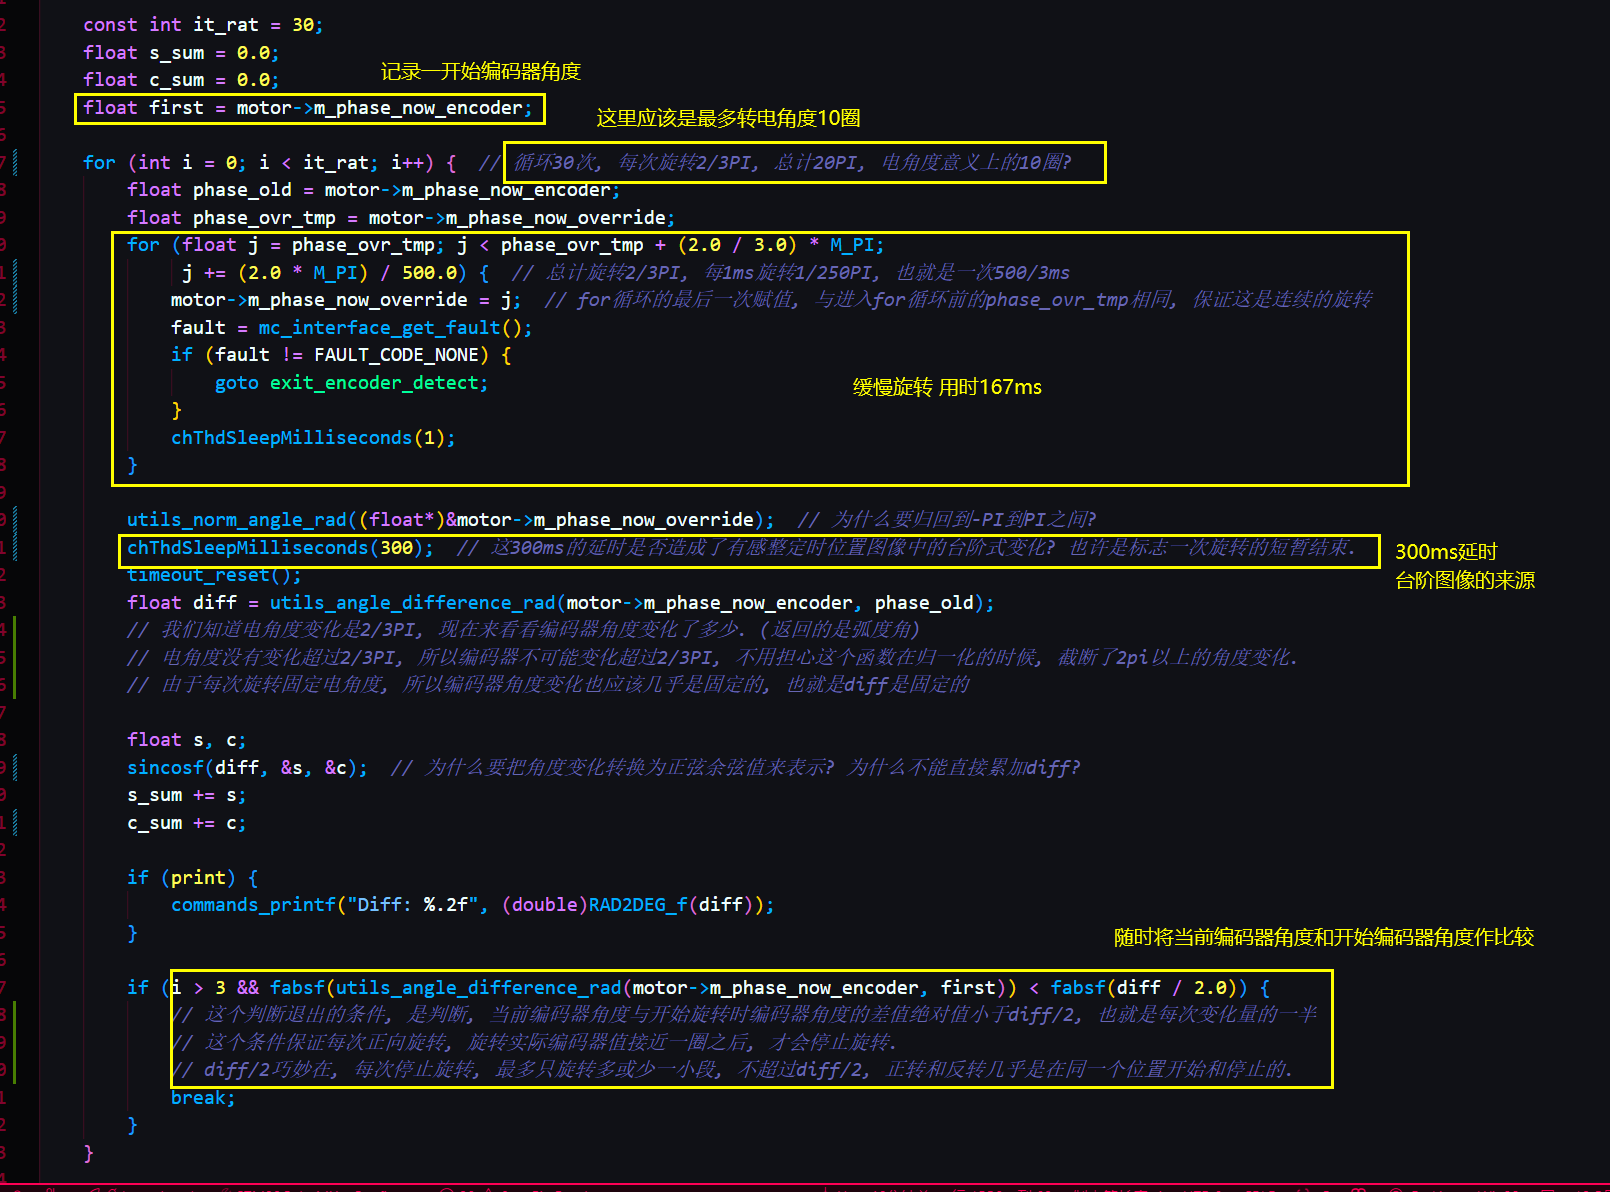 const int it_rat = 30;
float s_sum = 0.0;
记录一开始编码器角度
float c_sum = 0.0;
float first = motor->m_phase_now_encoder;
这里应该是最多转电角度10圈
for (int i = 0; i < it_rat; i++) { // 循环30次, 每次旋转2/3PI, 总计20PI, 电角度意义上的10圈?
float phase_old = motor->m_phase_now_encoder;
float phase_ovr_tmp = motor->m_phase_now_override;
for (float j = phase_ovr_tmp; j < phase_ovr_tmp + (2.0 / 3.0) * M_PI;
j += (2.0 * M_PI) / 500.0) { // 总计旋转2/3PI, 每1ms旋转1/250PI, 也就是一次500/3ms
motor->m_phase_now_override = j; // for循环的最后一次赋值, 与进入for循环前的phase_ovr_tmp相同, 保证这是连续的旋转
fault = mc_interface_get_fault();
if (fault != FAULT_CODE_NONE) {
goto exit_encoder_detect;
缓慢旋转 用时167ms
}
chThdSleepMilliseconds(1);
}
utils_norm_angle_rad((float*)&motor->m_phase_now_override); // 为什么要归回到-PI到PI之间?
chThdSleepMilliseconds(300); // 这300ms的延时是否造成了有感整定时位置图像中的台阶式变化? 也许是标志一次旋转的短暂结束.
300ms延时
台阶图像的来源
timeout_reset();
float diff = utils_angle_difference_rad(motor->m_phase_now_encoder, phase_old);
// 我们知道电角度变化是2/3PI, 现在来看看编码器角度变化了多少. (返回的是弧度角)
// 电角度没有变化超过2/3PI, 所以编码器不可能变化超过2/3PI, 不用担心这个函数在归一化的时候, 截断了2pi以上的角度变化.
// 由于每次旋转固定电角度, 所以编码器角度变化也应该几乎是固定的, 也就是diff是固定的
float s, c;
sincosf(diff, &s, &c); // 为什么要把角度变化转换为正弦余弦值来表示? 为什么不能直接累加diff?
s_sum += s;
c_sum += c;
if (print) {
commands_printf("Diff: %.2f", (double)RAD2DEG_f(diff));
}
随时将当前编码器角度和开始编码器角度作比较
if (i > 3 && fabsf(utils_angle_difference_rad(motor->m_phase_now_encoder, first)) < fabsf(diff / 2.0)) {
// 这个判断退出的条件, 是判断, 当前编码器角度与开始旋转时编码器角度的差值绝对值小于diff/2, 也就是每次变化量的一半
// 这个条件保证每次正向旋转, 旋转实际编码器值接近一圈之后, 才会停止旋转.
// diff/2巧妙在, 每次停止旋转, 最多只旋转多或少一小段, 不超过diff/2, 正转和反转几乎是在同一个位置开始和停止的.
break;
}
}